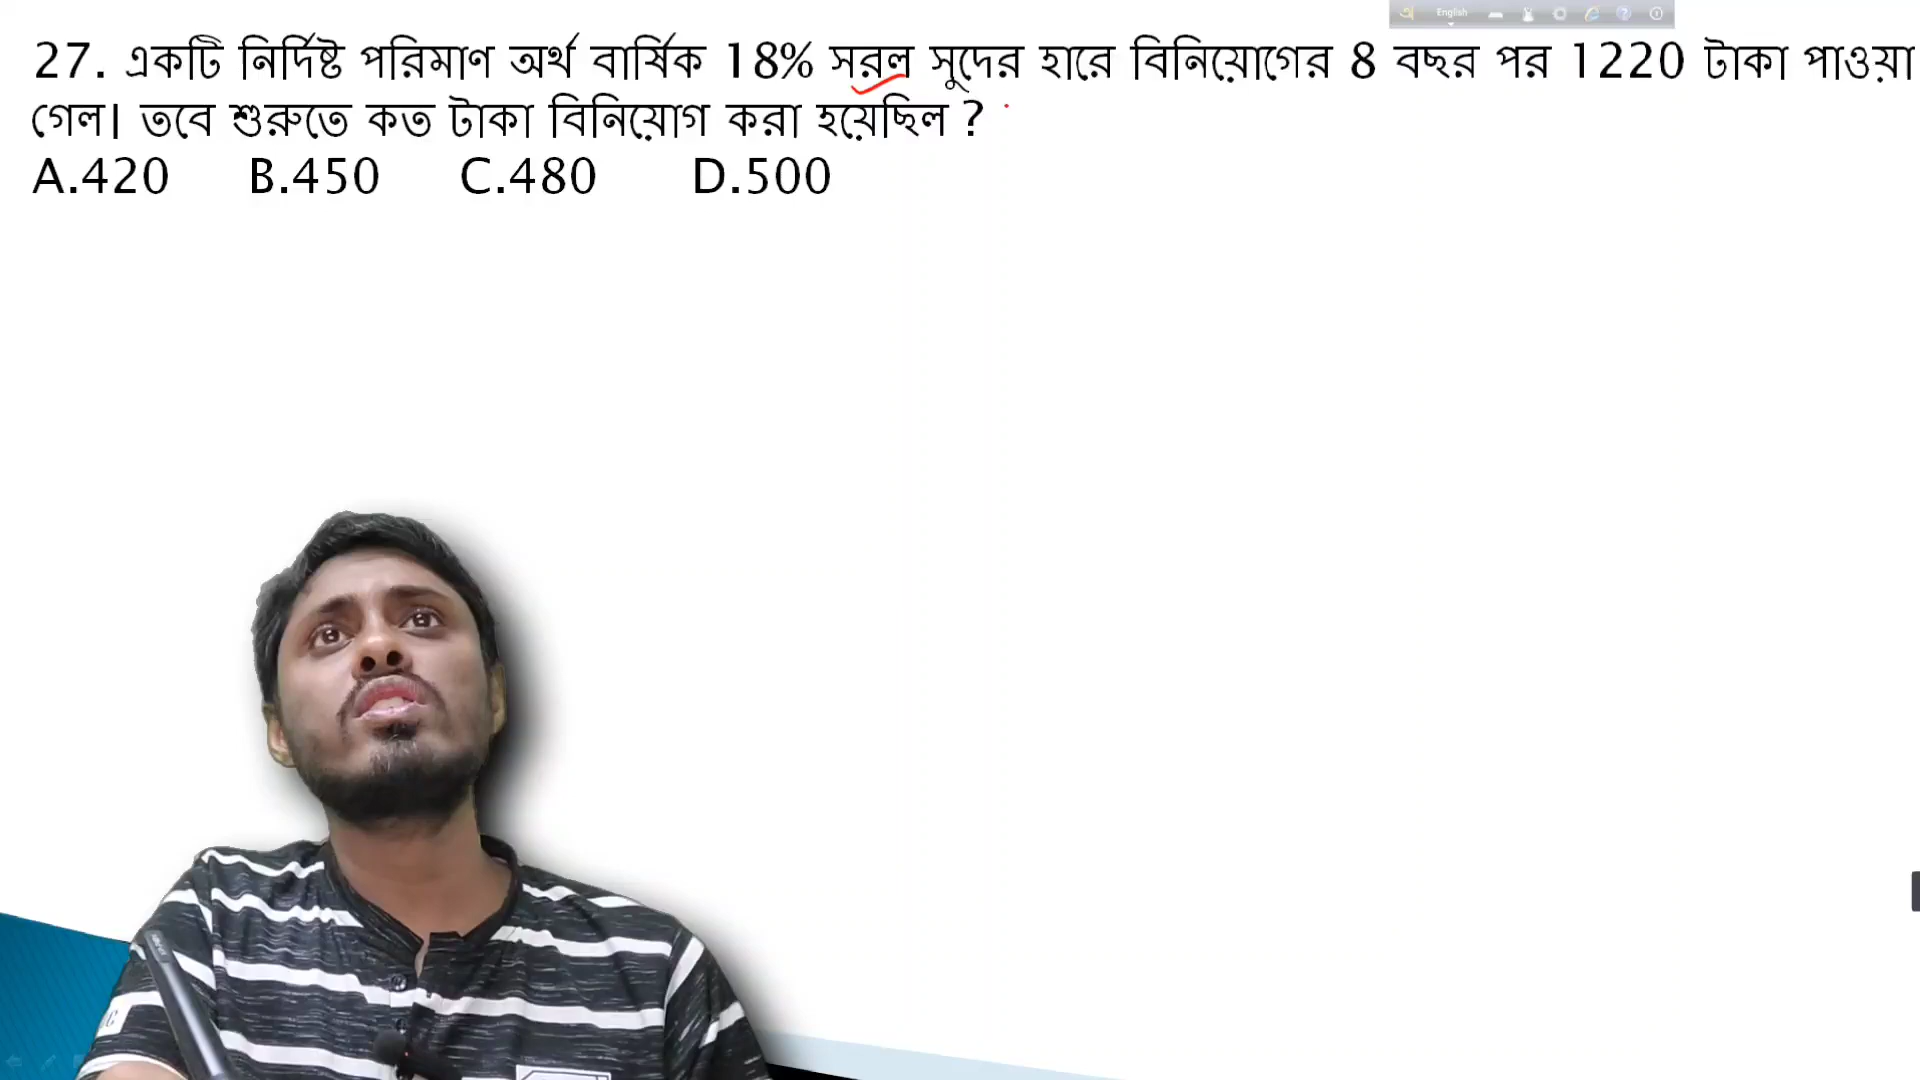 English
27. একটি নির্দিষ্ট পরিমাণ অর্থ বার্ষিক 18% সরল সুদের হারে বিনিয়োগের 8 বছর পর 1220 টাকা পাওয়া
গেল। তবে শুরুতে কত টাকা বিনিয়োগ করা হয়েছিল ?
A.420 B.450 C.480 D.500